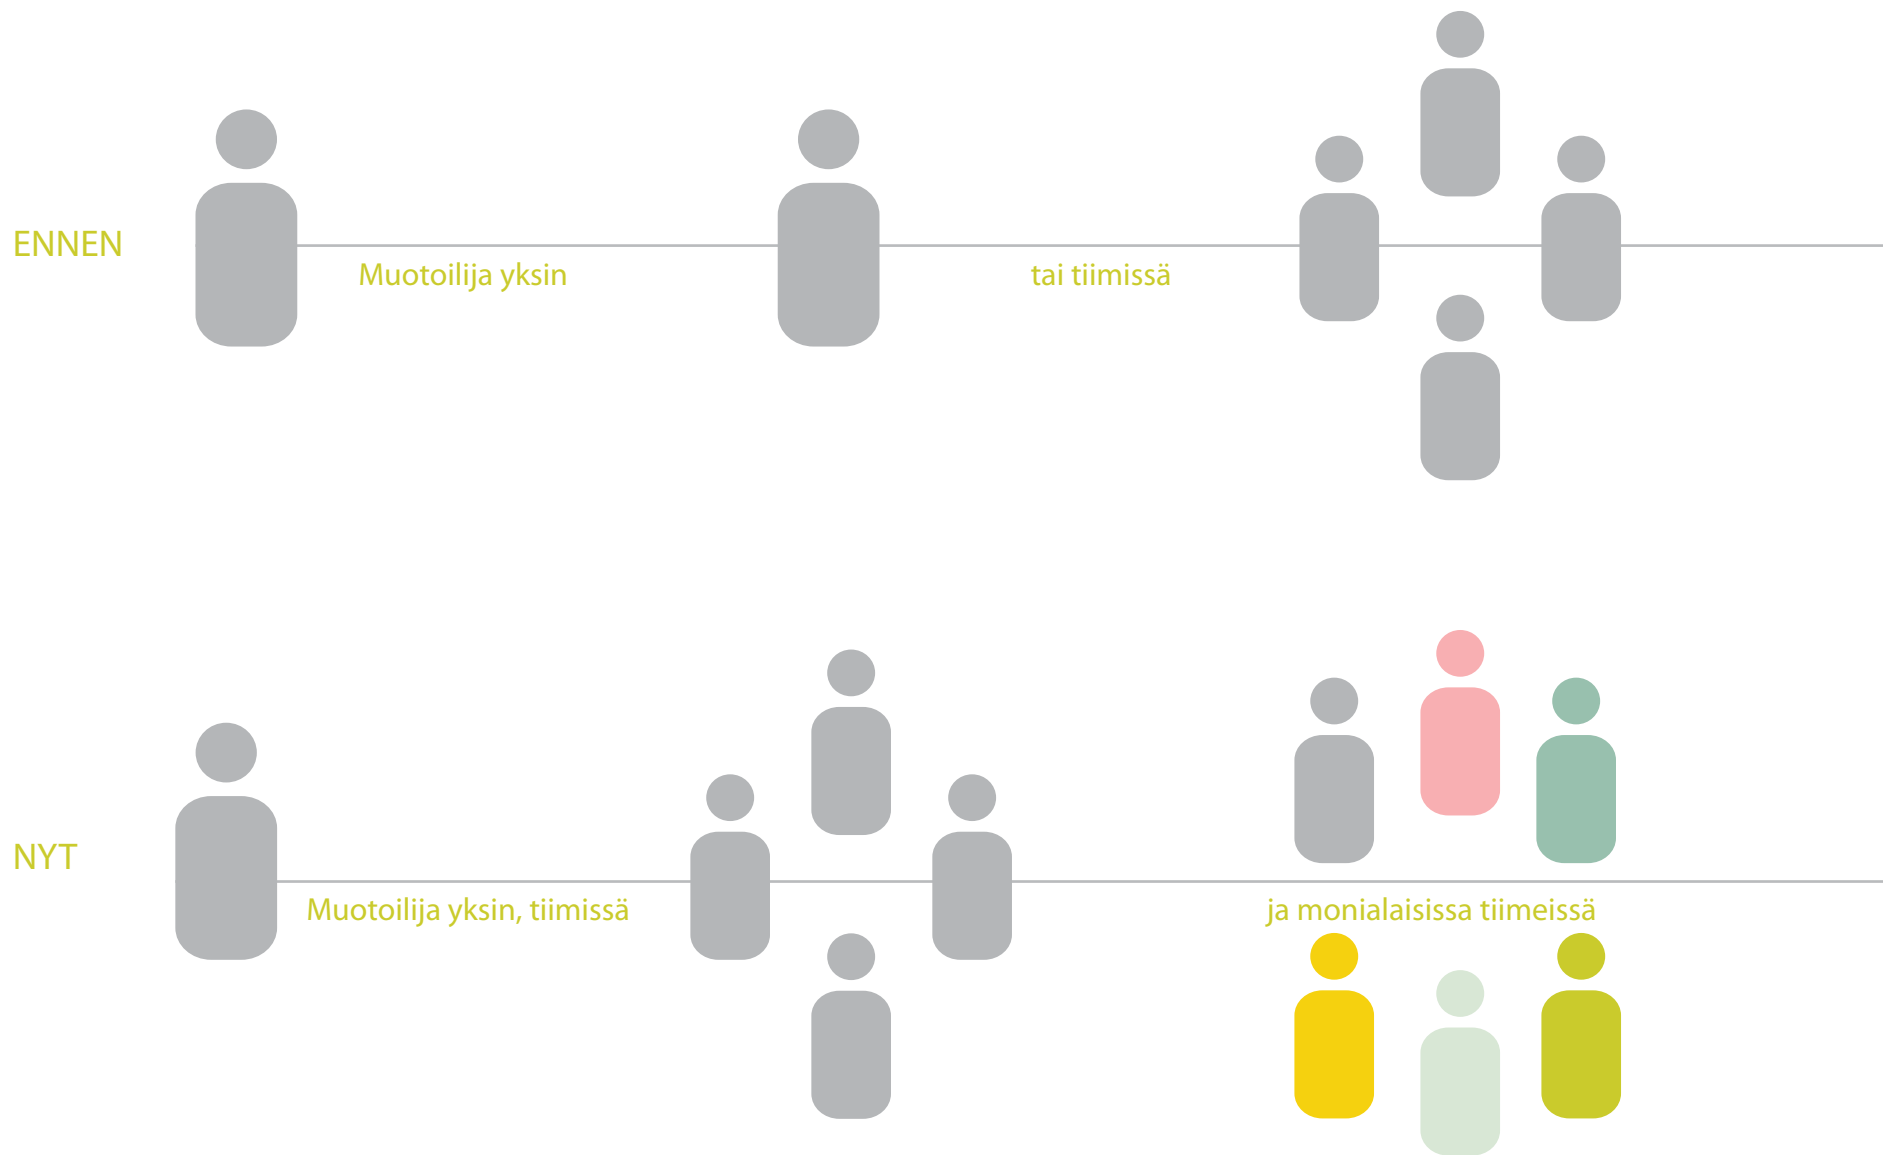 ENNEN
Muotoilija yksin
tai tiimissä
NYT
Muotoilija yksin, tiimissä
ja monialaisissa tiimeissä